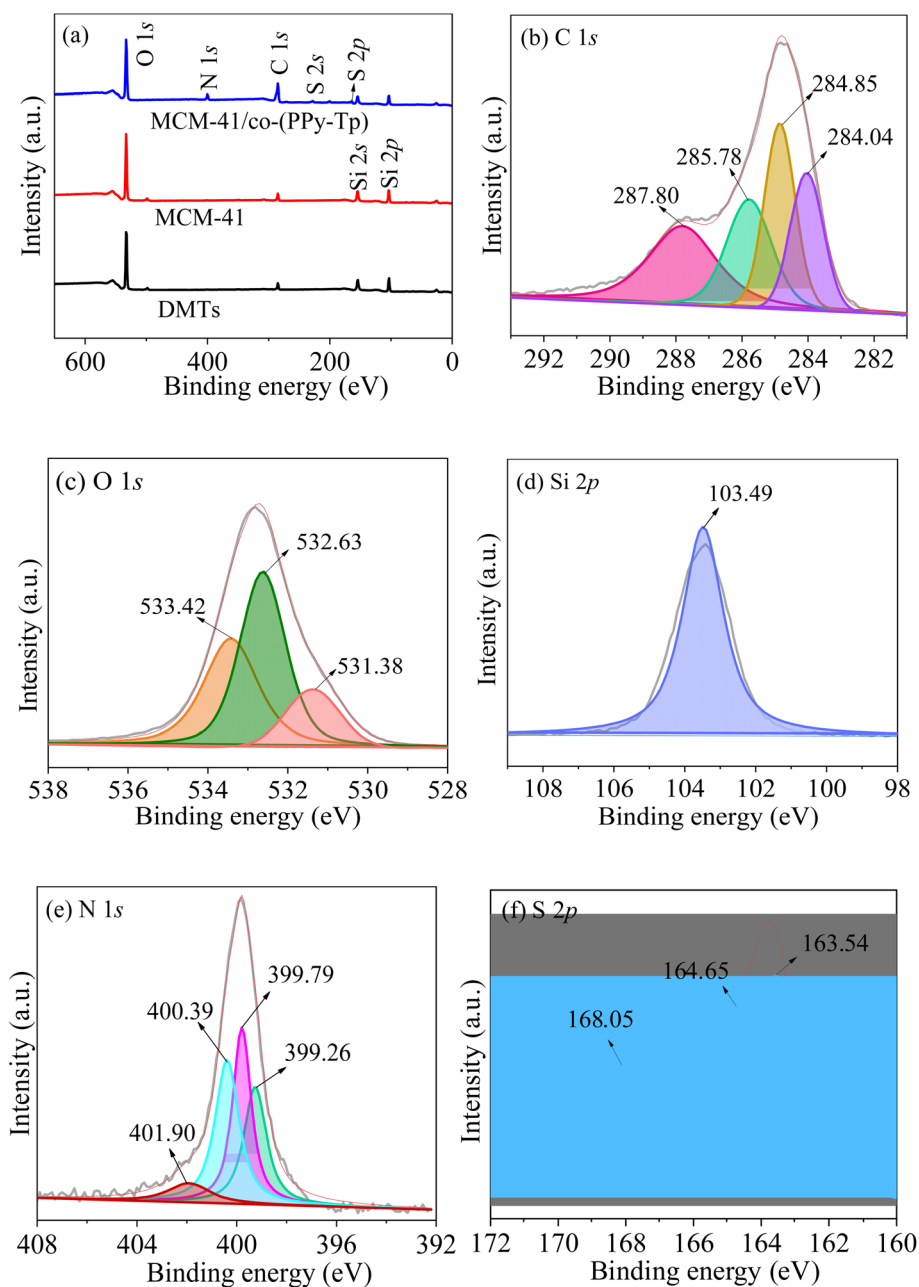 (a)
O 1s
N 1s
C 1s
S 2s
S 2p
MCM-41/co-(PPy-Tp)
Si 2s
Si 2p
MCM-41
DMTs
600 400 200 0
Binding energy (eV)
Intensity (a.u.)
(b) C 1s
284.85
284.04
285.78
287.80
292 290 288 286 284 282
Binding energy (eV)
Intensity (a.u.)
(c) O 1s
532.63
533.42
531.38
538 536 534 532 530 528
Binding energy (eV)
Intensity (a.u.)
(d) Si 2p
103.49
108 106 104 102 100 98
Binding energy (eV)
Intensity (a.u.)
(e) N 1s
399.79
400.39
399.26
401.90
408 404 400 396 392
Binding energy (eV)
Intensity (a.u.)
(f) S 2p
163.54
164.65
168.05
172 170 168 166 164 162 160
Binding energy (eV)
Intensity (a.u.)